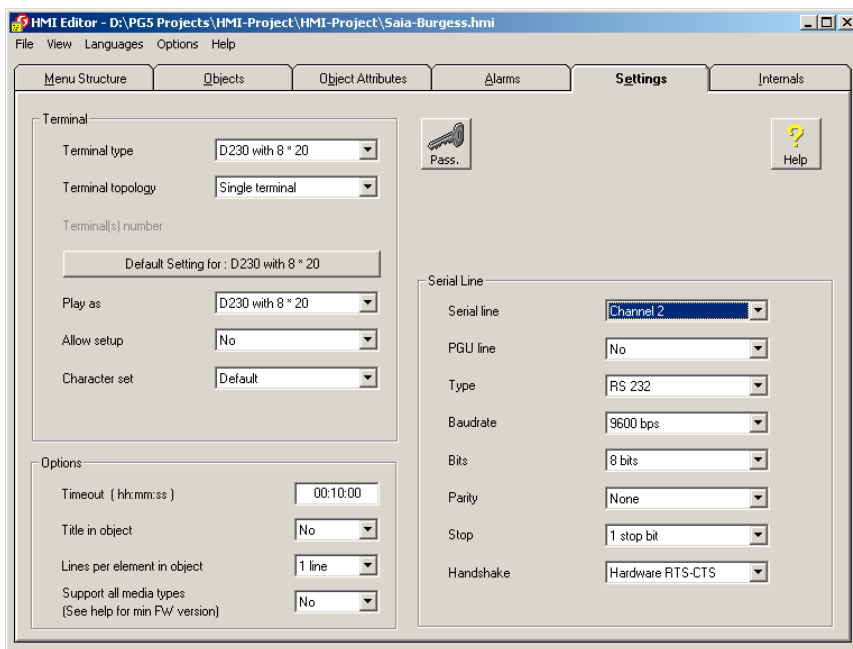 HMI Editor - D:\PG5 Projects\HMI-Project\HMI-Project\Saia-Burgess.hmi
File View Languages Options Help
Menu Structure Objects Object Attributes Alarms Settings Internals
Terminal
Terminal type D230 with 8 * 20
Terminal topology Single terminal
Terminal(s) number
Default Setting for : D230 with 8 * 20
Play as D230 with 8 * 20
Allow setup No
Character set Default
Options
Timeout ( hh:mm:ss ) 00:10:00
Title in object No
Lines per element in object 1 line
Support all media types
(See help for min FW version) No
Pass.
Help
Serial Line
Serial line Channel 2
PGU line No
Type RS 232
Baudrate 9600 bps
Bits 8 bits
Parity None
Stop 1 stop bit
Handshake Hardware RTS-CTS